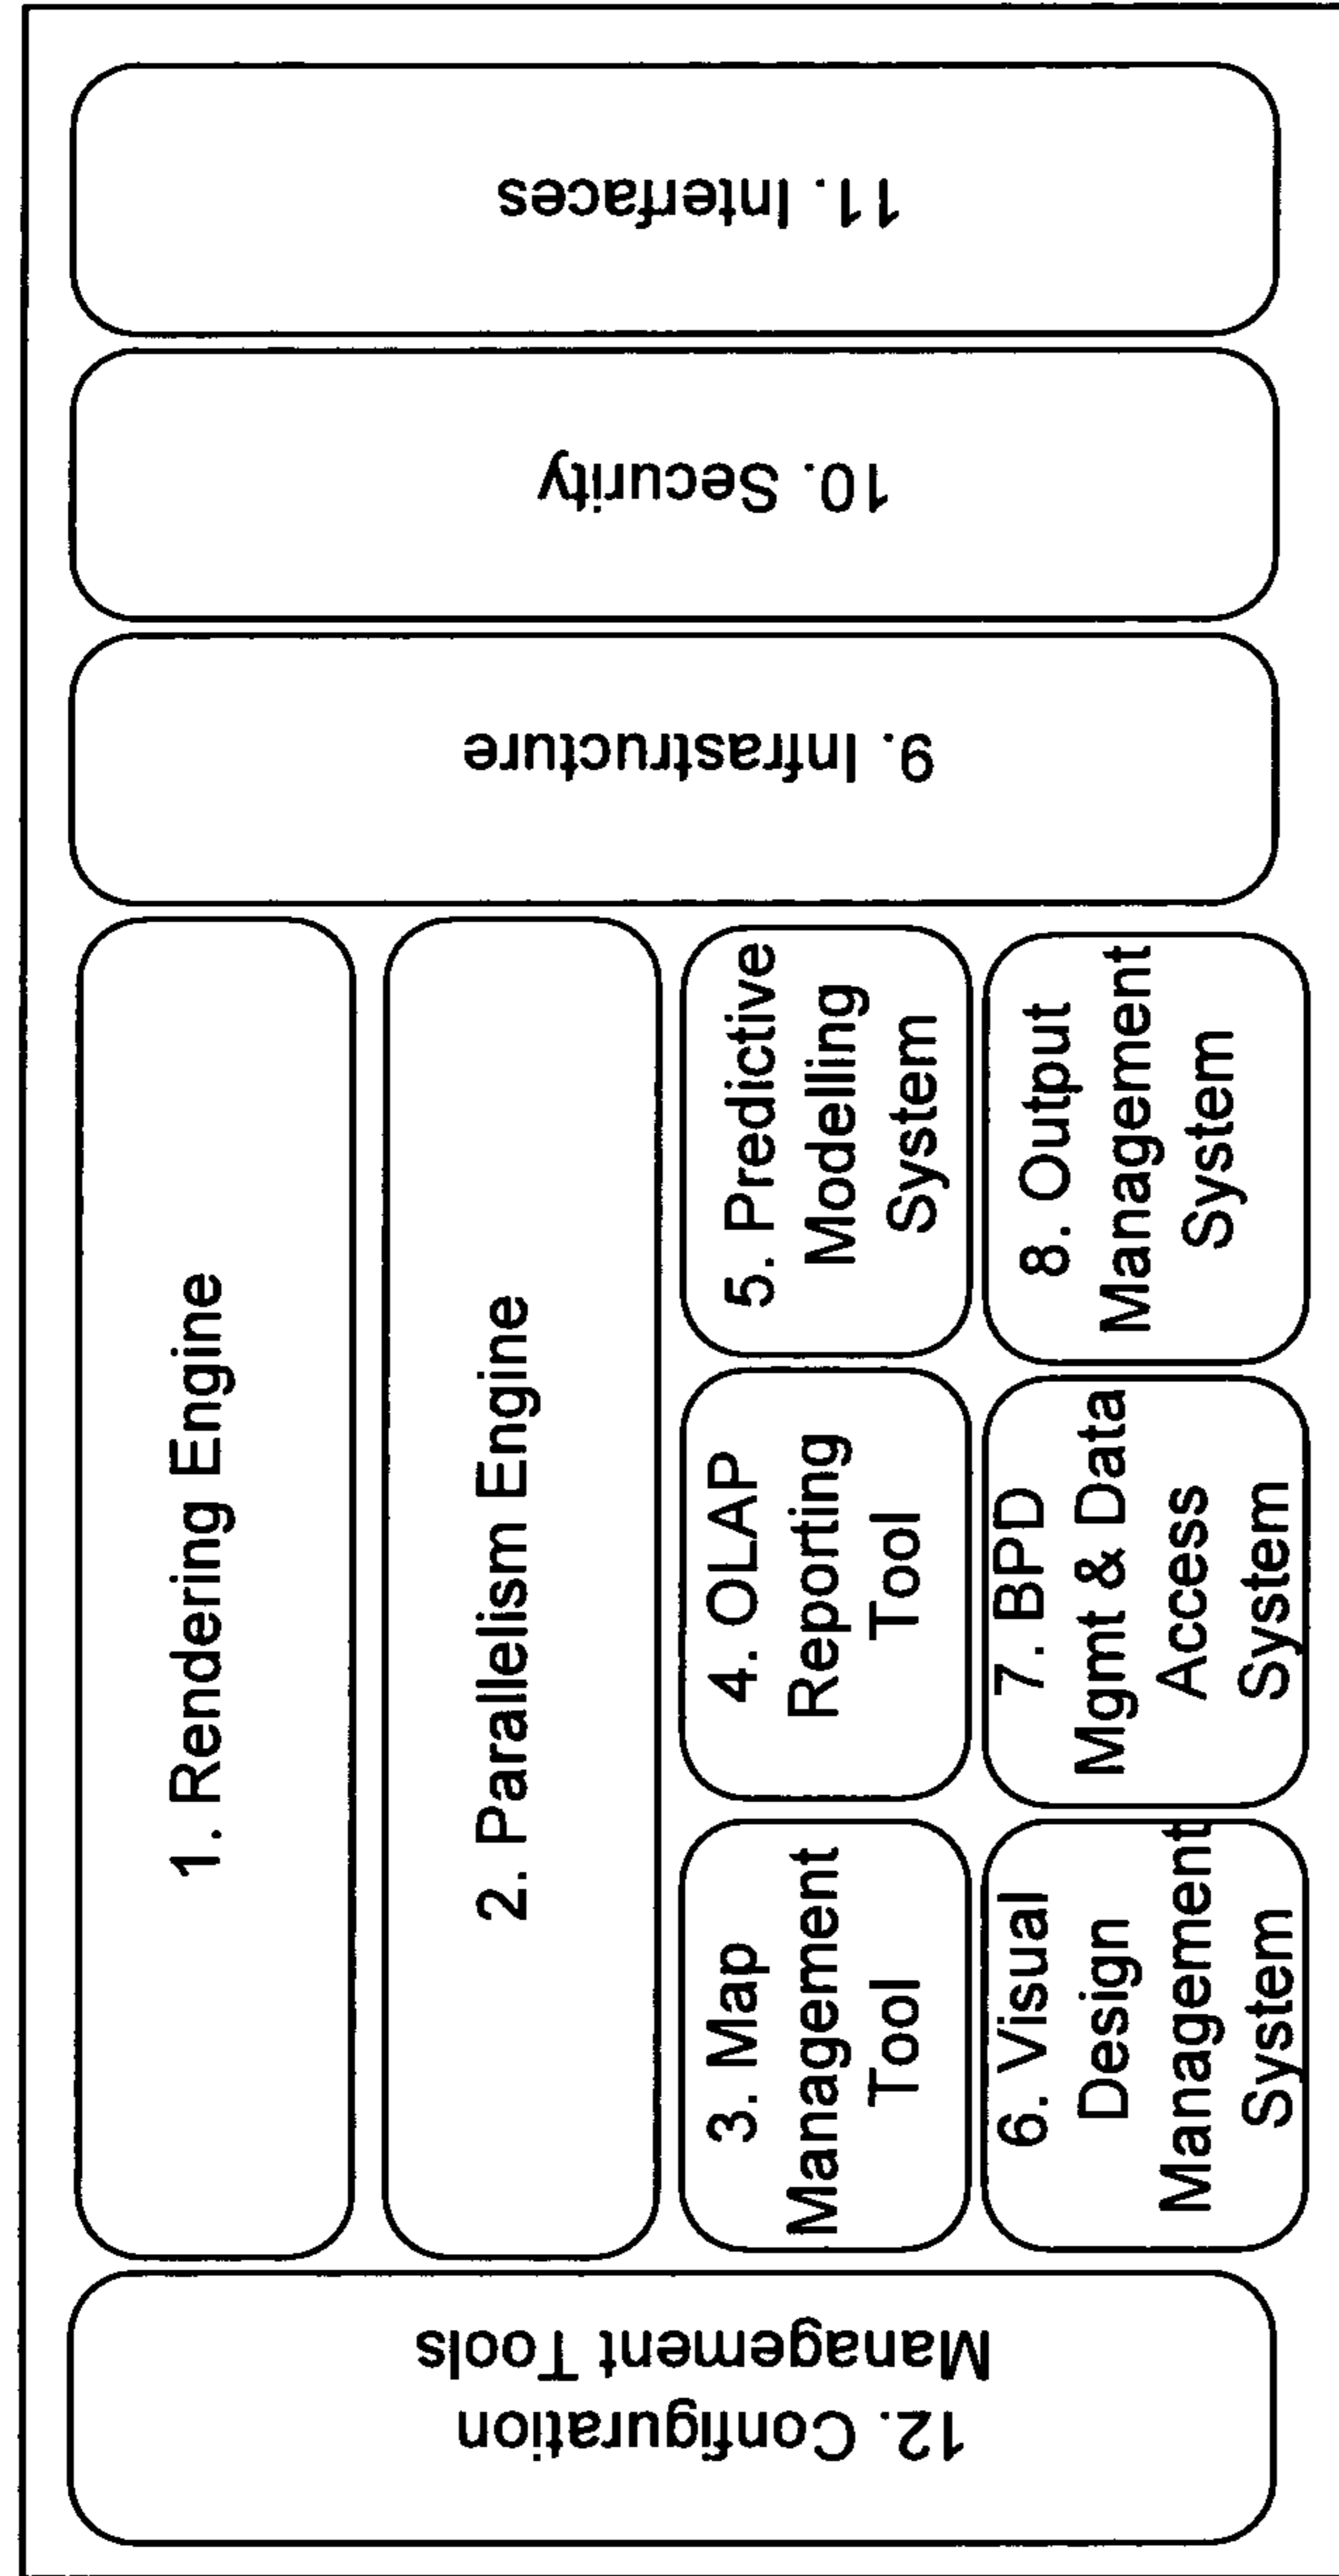 1. Rendering Engine
2. Parallelism Engine
3. Map
Management
Tool
4. OLAP
Reporting
Tool
5. Predictive
Modelling
System
6. Visual
Design
Management
System
7. BPD
Mgmt & Data
Access
System
8. Output
Management
System
9. Infrastructure
10. Security
11. Interfaces
12. Configuration
Management Tools